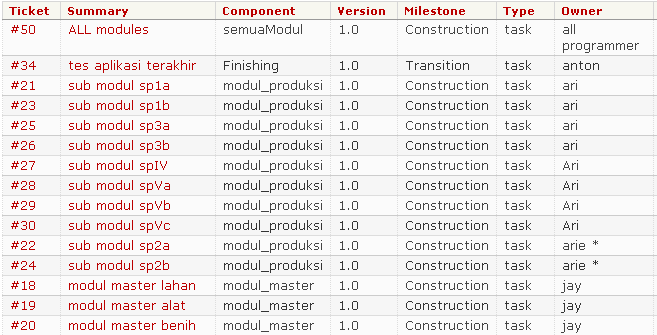 Ticket Summary Component Version Milestone Type Owner
#50 ALL modules semuaModul 1.0 Construction task all
programmer
#34 tes aplikasi terakhir Finishing 1.0 Transition task anton
#21 sub modul sp1a modul_produksi 1.0 Construction task ari
#23 sub modul sp1b modul_produksi 1.0 Construction task ari
#25 sub modul sp3a modul_produksi 1.0 Construction task ari
#26 sub modul sp3b modul_produksi 1.0 Construction task ari
#27 sub modul spIV modul_produksi 1.0 Construction task Ari
#28 sub modul spVa modul_produksi 1.0 Construction task Ari
#29 sub modul spVb modul_produksi 1.0 Construction task Ari
#30 sub modul spVc modul_produksi 1.0 Construction task Ari
#22 sub modul sp2a modul_produksi 1.0 Construction task arie *
#24 sub modul sp2b modul_produksi 1.0 Construction task arie *
#18 modul master lahan modul_master 1.0 Construction task jay
#19 modul master alat modul_master 1.0 Construction task jay
#20 modul master benih modul_master 1.0 Construction task jay